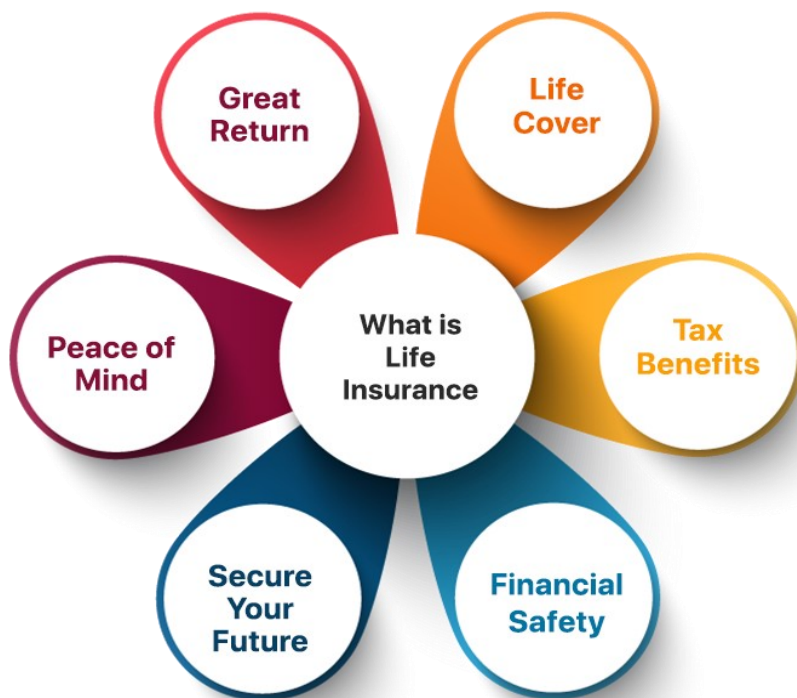 Great
Return
Life
Cover
Peace of
Mind
What is
Life
Insurance
Tax
Benefits
Secure
Your
Future
Financial
Safety